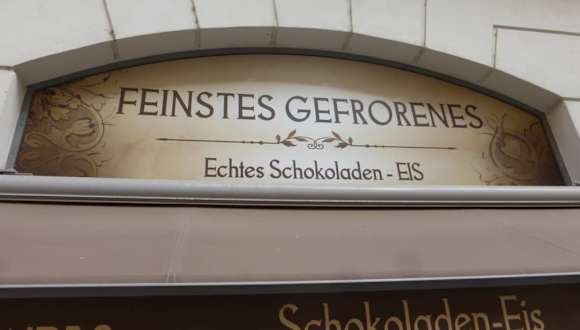 FEINSTES GEFRORENES
Echtes Schokoladen - EIS
Schokoladen-Eis